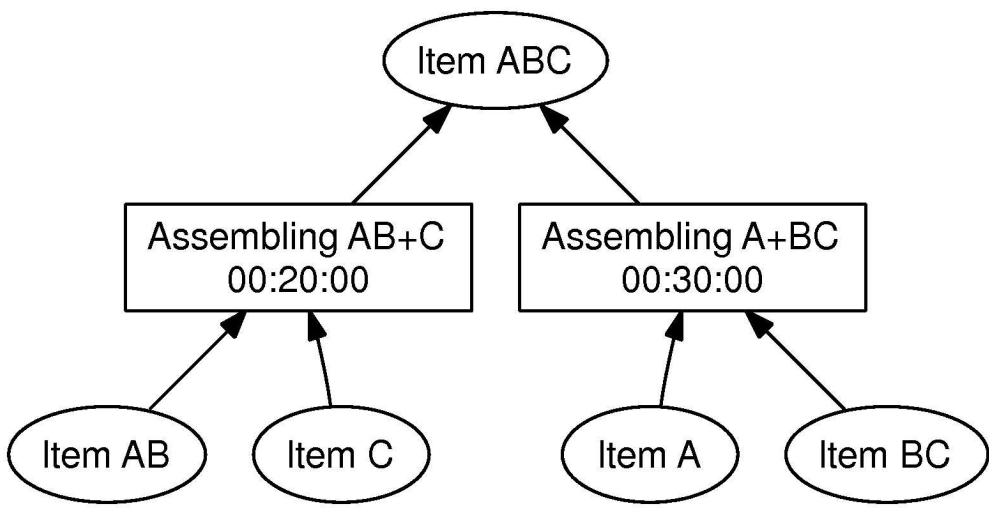 Item ABC
Assembling AB+C
00:20:00
Assembling A+BC
00:30:00
Item AB
Item C
Item A
Item BC